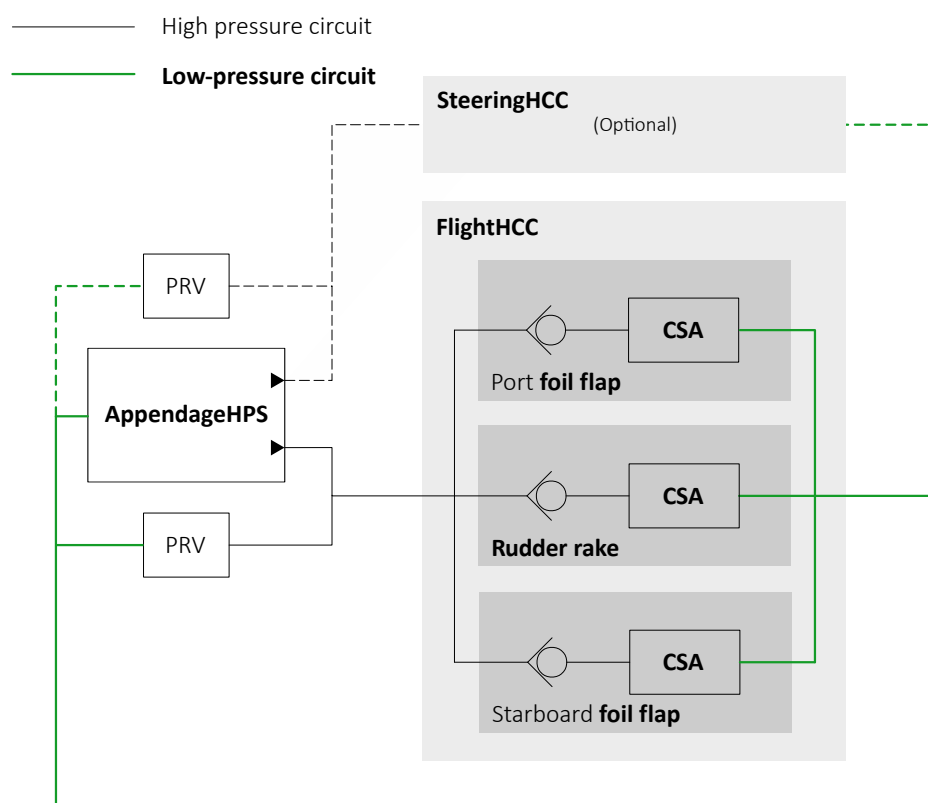 High pressure circuit
Low-pressure circuit
SteeringHCC
(Optional)
FlightHCC
PRV
CSA
Port foil flap
AppendageHPS
CSA
Rudder rake
PRV
CSA
Starboard foil flap